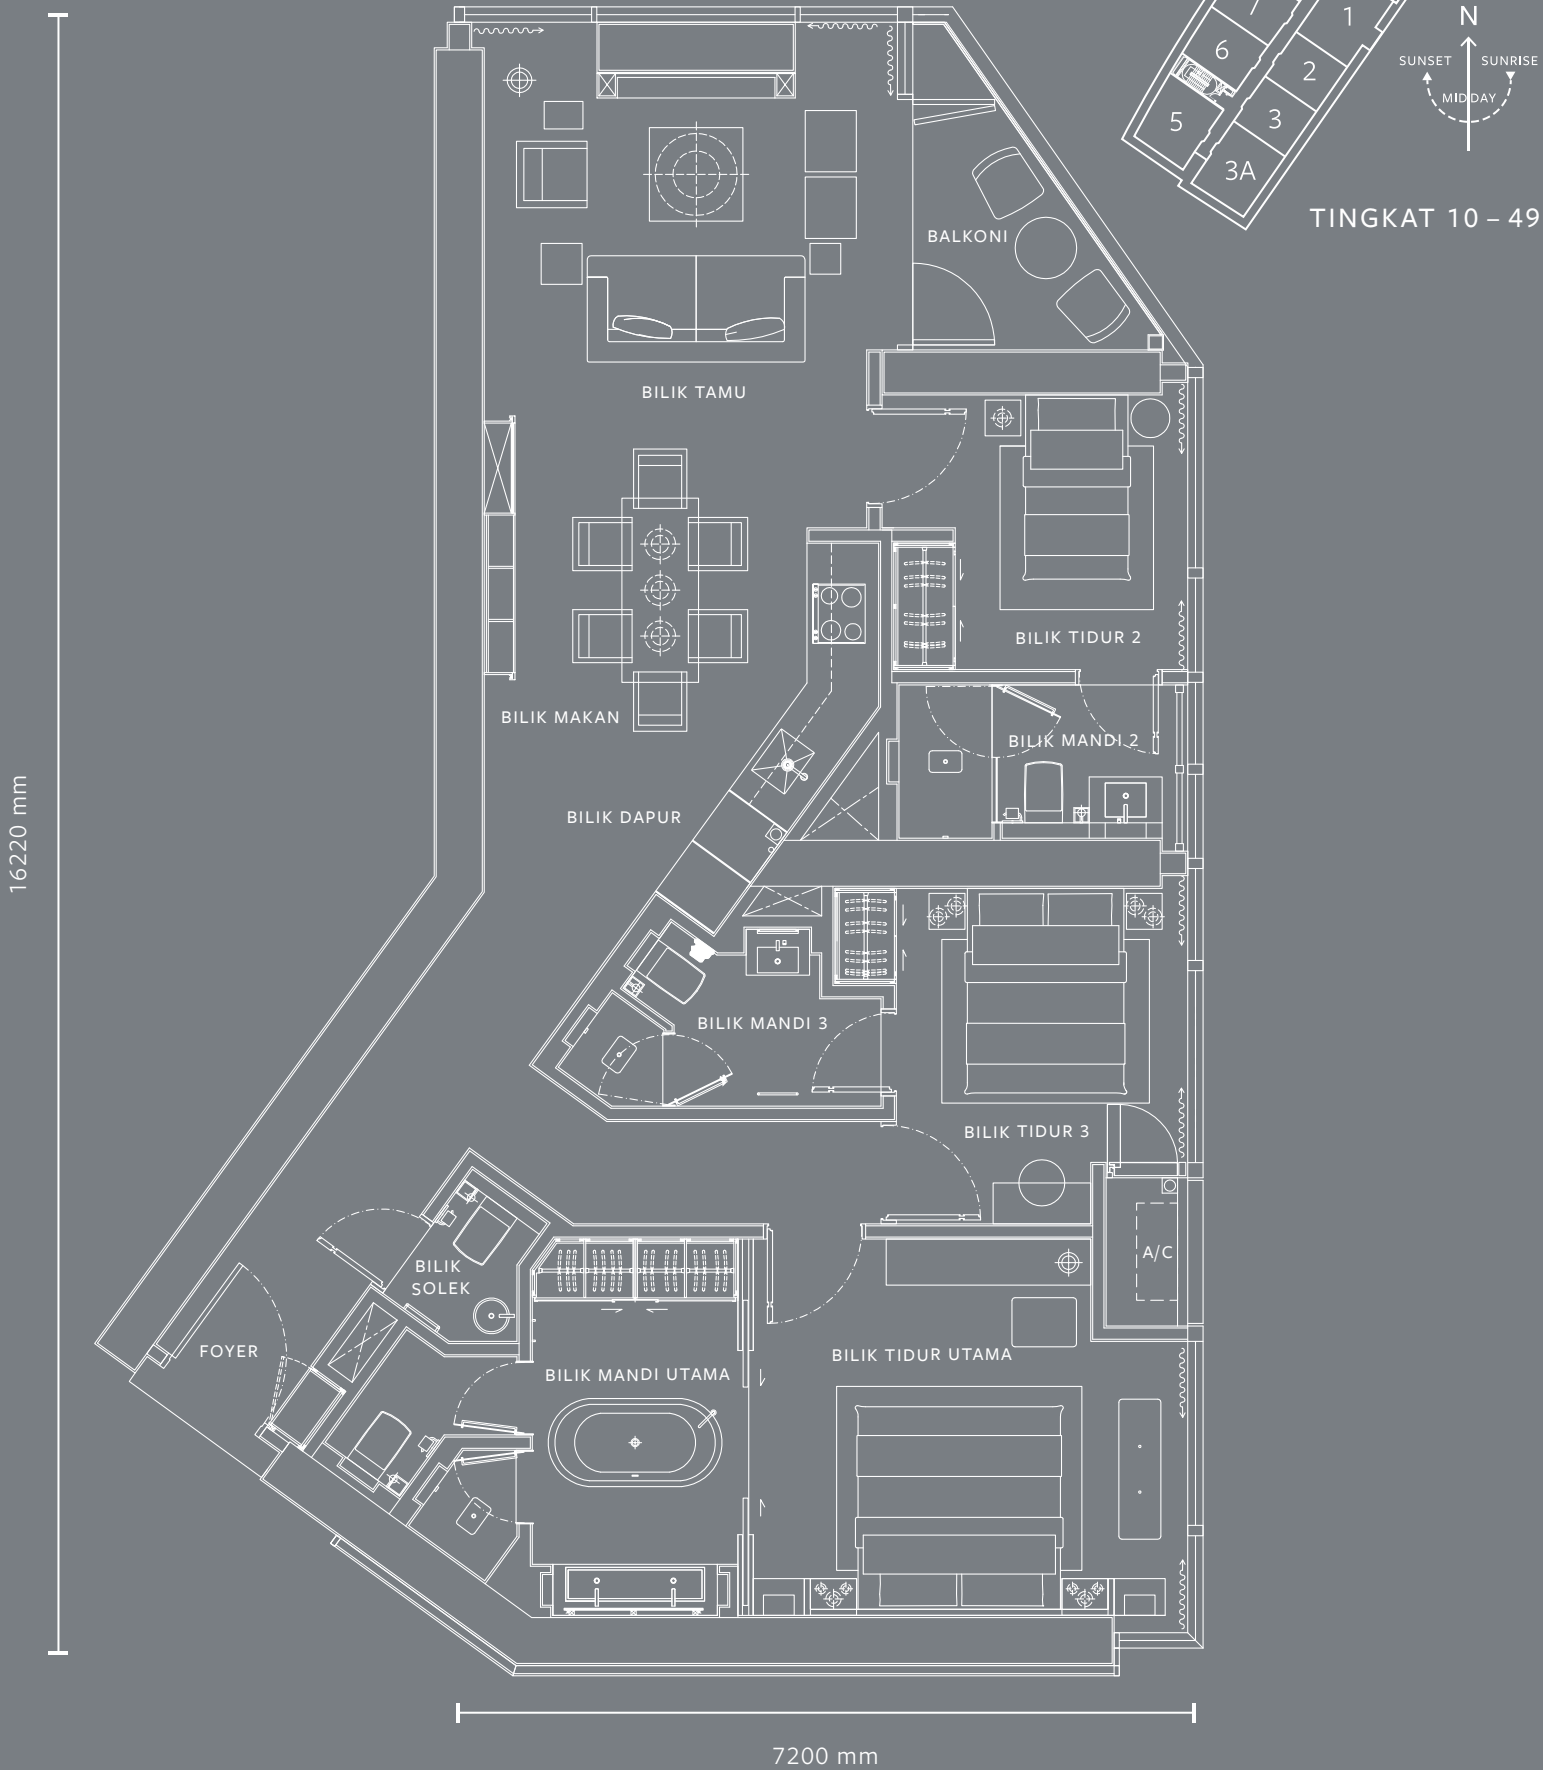 7
1
6
2
5
3
3A
N
SUNSET SUNRISE
MIDDAY
TINGKAT 10 – 49
BALKONI
BILIK TAMU
BILIK TIDUR 2
BILIK MAKAN
BILIK MANDI 2
BILIK DAPUR
16220 mm
BILIK MANDI 3
BILIK TIDUR 3
A/C
BILIK
SOLEK
FOYER
BILIK TIDUR UTAMA
BILIK MANDI UTAMA
7200 mm